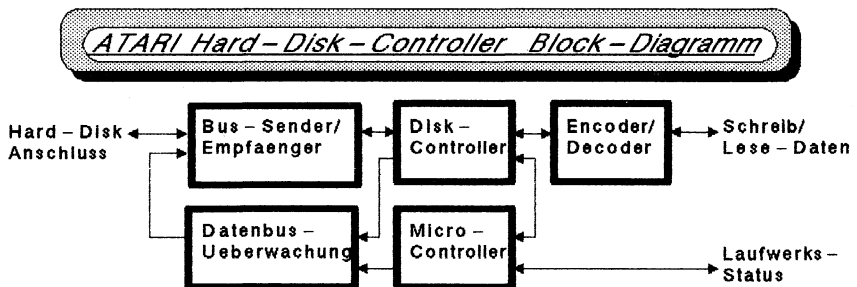 ATARI Hard-Disk-Controller Block-Diagramm
Hard-Disk
Anschluss
Bus-Sender/
Empfaenger
Disk-
Controller
Encoder/
Decoder
Schreib/
Lese-Daten
Datenbus-
Ueberwachung
Micro-
Controller
Laufwerks-
Status